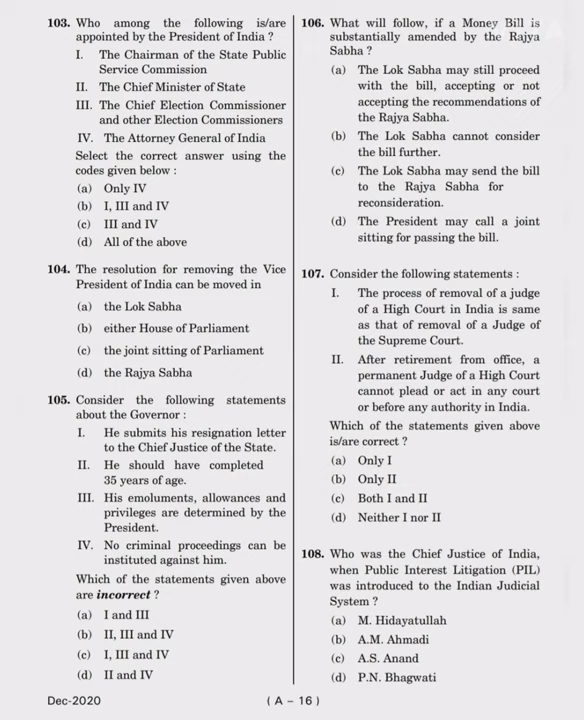 103. Who among the following is/are
appointed by the President of India ?
I. The Chairman of the State Public
Service Commission
II. The Chief Minister of State
III. The Chief Election Commissioner
and other Election Commissioners
IV. The Attorney General of India
Select the correct answer using the
codes given below :
(a) Only IV
(b) I, III and IV
(c) III and IV
(d) All of the above
104. The resolution for removing the Vice
President of India can be moved in
(a) the Lok Sabha
(b) either House of Parliament
(c) the joint sitting of Parliament
(d) the Rajya Sabha
105. Consider the following statements
about the Governor :
I. He submits his resignation letter
to the Chief Justice of the State.
II. He should have completed
35 years of age.
III. His emoluments, allowances and
privileges are determined by the
President.
IV. No criminal proceedings can be
instituted against him.
Which of the statements given above
are incorrect ?
(a) I and III
(b) II, III and IV
(c) I, III and IV
(d) II and IV
106. What will follow, if a Money Bill is
substantially amended by the Rajya
Sabha ?
(a) The Lok Sabha may still proceed
with the bill, accepting or not
accepting the recommendations of
the Rajya Sabha.
(b) The Lok Sabha cannot consider
the bill further.
(c) The Lok Sabha may send the bill
to the Rajya Sabha for
reconsideration.
(d) The President may call a joint
sitting for passing the bill.
107. Consider the following statements :
I. The process of removal of a judge
of a High Court in India is same
as that of removal of a Judge of
the Supreme Court.
II. After retirement from office, a
permanent Judge of a High Court
cannot plead or act in any court
or before any authority in India.
Which of the statements given above
is/are correct ?
(a) Only I
(b) Only II
(c) Both I and II
(d) Neither I nor II
108. Who was the Chief Justice of India,
when Public Interest Litigation (PIL)
was introduced to the Indian Judicial
System ?
(a) M. Hidayatullah
(b) A.M. Ahmadi
(c) A.S. Anand
(d) P.N. Bhagwati
Dec-2020 ( A – 16 )